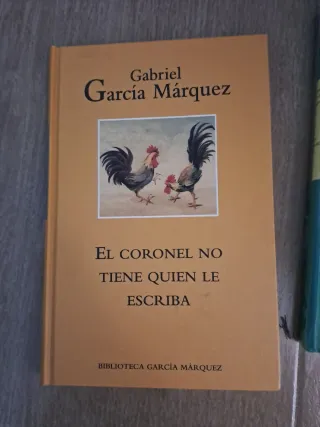 Gabriel
García Márquez
EL CORONEL NO
TIENE QUIEN LE
ESCRIBA
BIBLIOTECA GARCÍA MÁRQUEZ